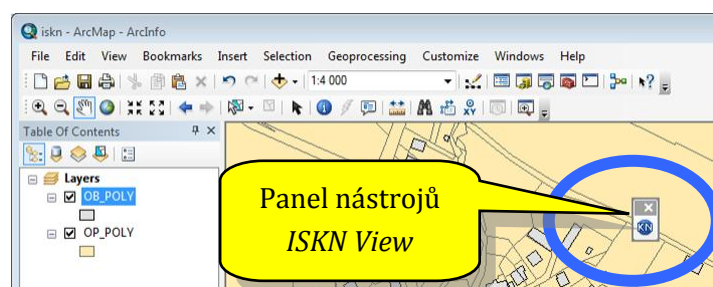 iskn - ArcMap - ArcInfo
File Edit View Bookmarks Insert Selection Geoprocessing Customize Windows Help
1:4 000
Table Of Contents
Layers
OB_POLY
OP_POLY
Panel nástrojů
ISKN View
KN